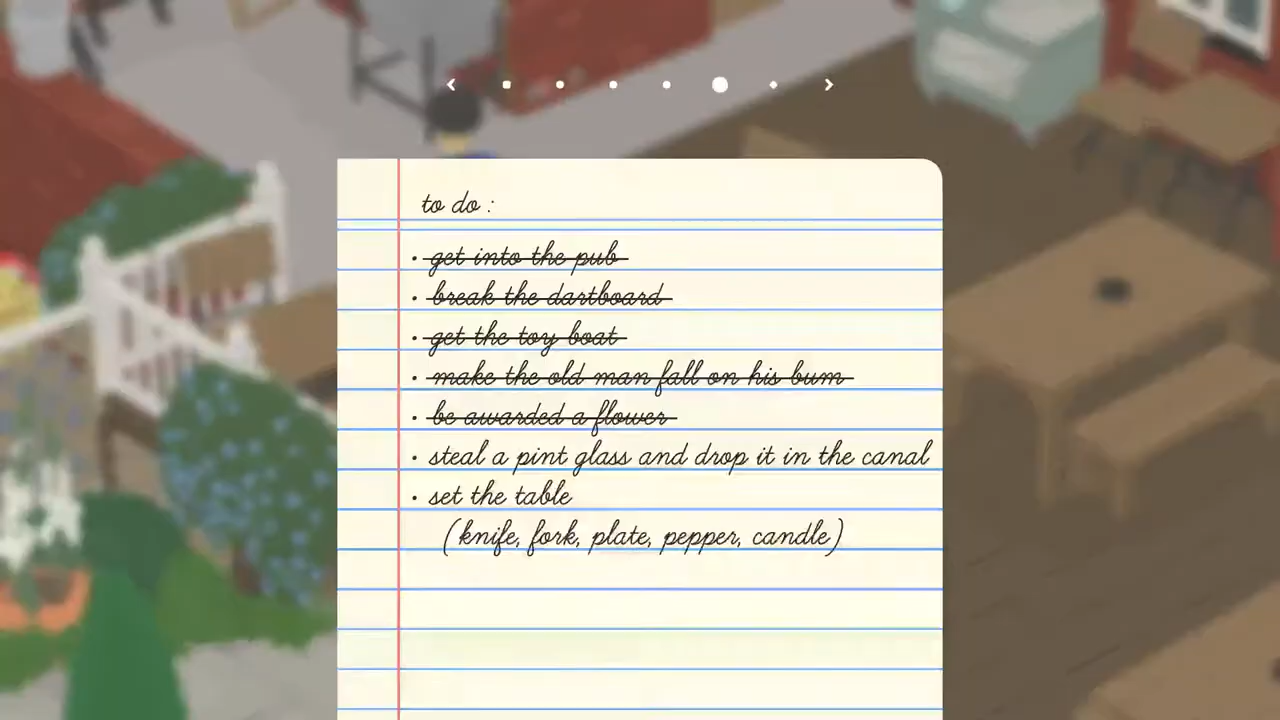 to do :
• get into the pub
• break the dartboard
• get the toy boat
• make the old man fall on his bum
• be awarded a flower
• steal a pint glass and drop it in the canal
• set the table
(knife, fork, plate, pepper, candle)